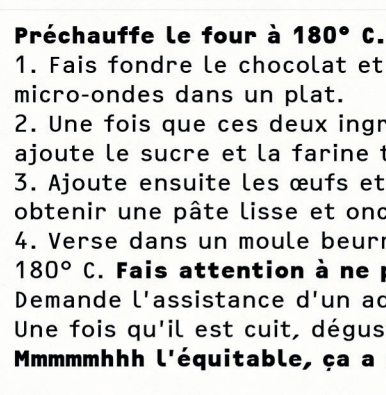 Préchauffe le four à 180° C.
1. Fais fondre le chocolat et
micro-ondes dans un plat.
2. Une fois que ces deux ingr
ajoute le sucre et la farine t
3. Ajoute ensuite les œufs et
obtenir une pâte lisse et onc
4. Verse dans un moule beurr
180° C. Fais attention à ne p
Demande l'assistance d'un ad
Une fois qu'il est cuit, dégus
Mmmmmhhh l'équitable, ça a